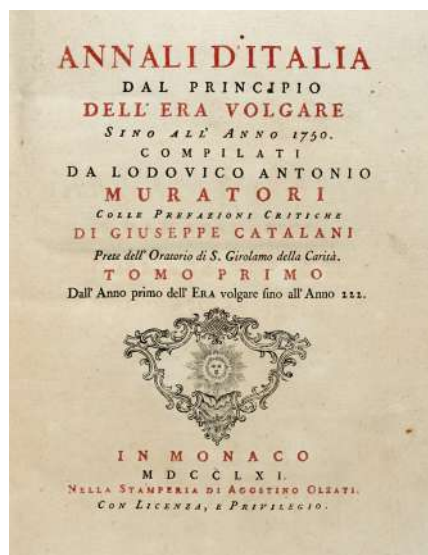 ANNALI D'ITALIA
DAL PRINCIPIO
DELL' ERA VOLGARE
SINO ALL' ANNO 1750.
COMPILATI
DA LODOVICO ANTONIO
MURATORI
COLLE PREFAZIONI CRITICHE
DI GIUSEPPE CATALANI
Prete dell' Oratorio di S. Girolamo della Carità.
TOMO PRIMO
Dall' Anno primo dell' ERA volgare sino all' Anno 222.
IN MONACO
MDCCLXI.
NELLA STAMPERIA DI AGOSTINO OLZATI.
CON LICENZA, E PRIVILEGIO.